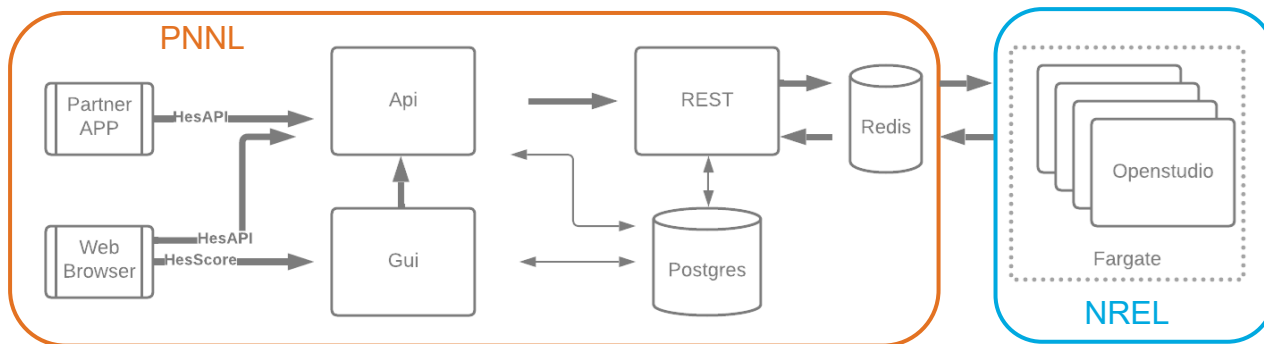 PNNL
Partner
APP
HesAPI
Api
REST
Redis
Openstudio
Fargate
NREL
Web
Browser
HesAPI
HesScore
Gui
Postgres